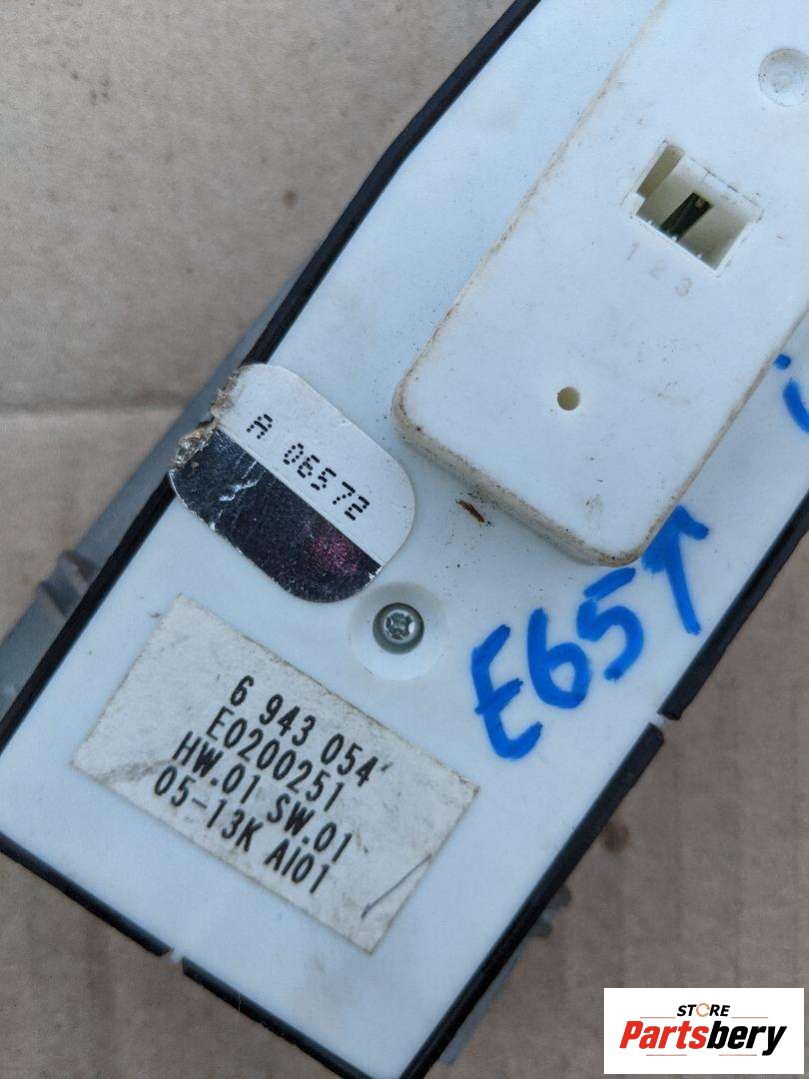 1 2 3
A 06572
E65↑
6 943 054
E0200251
HW.01 SW.01
05-13K AI01
STORE
Partsbery